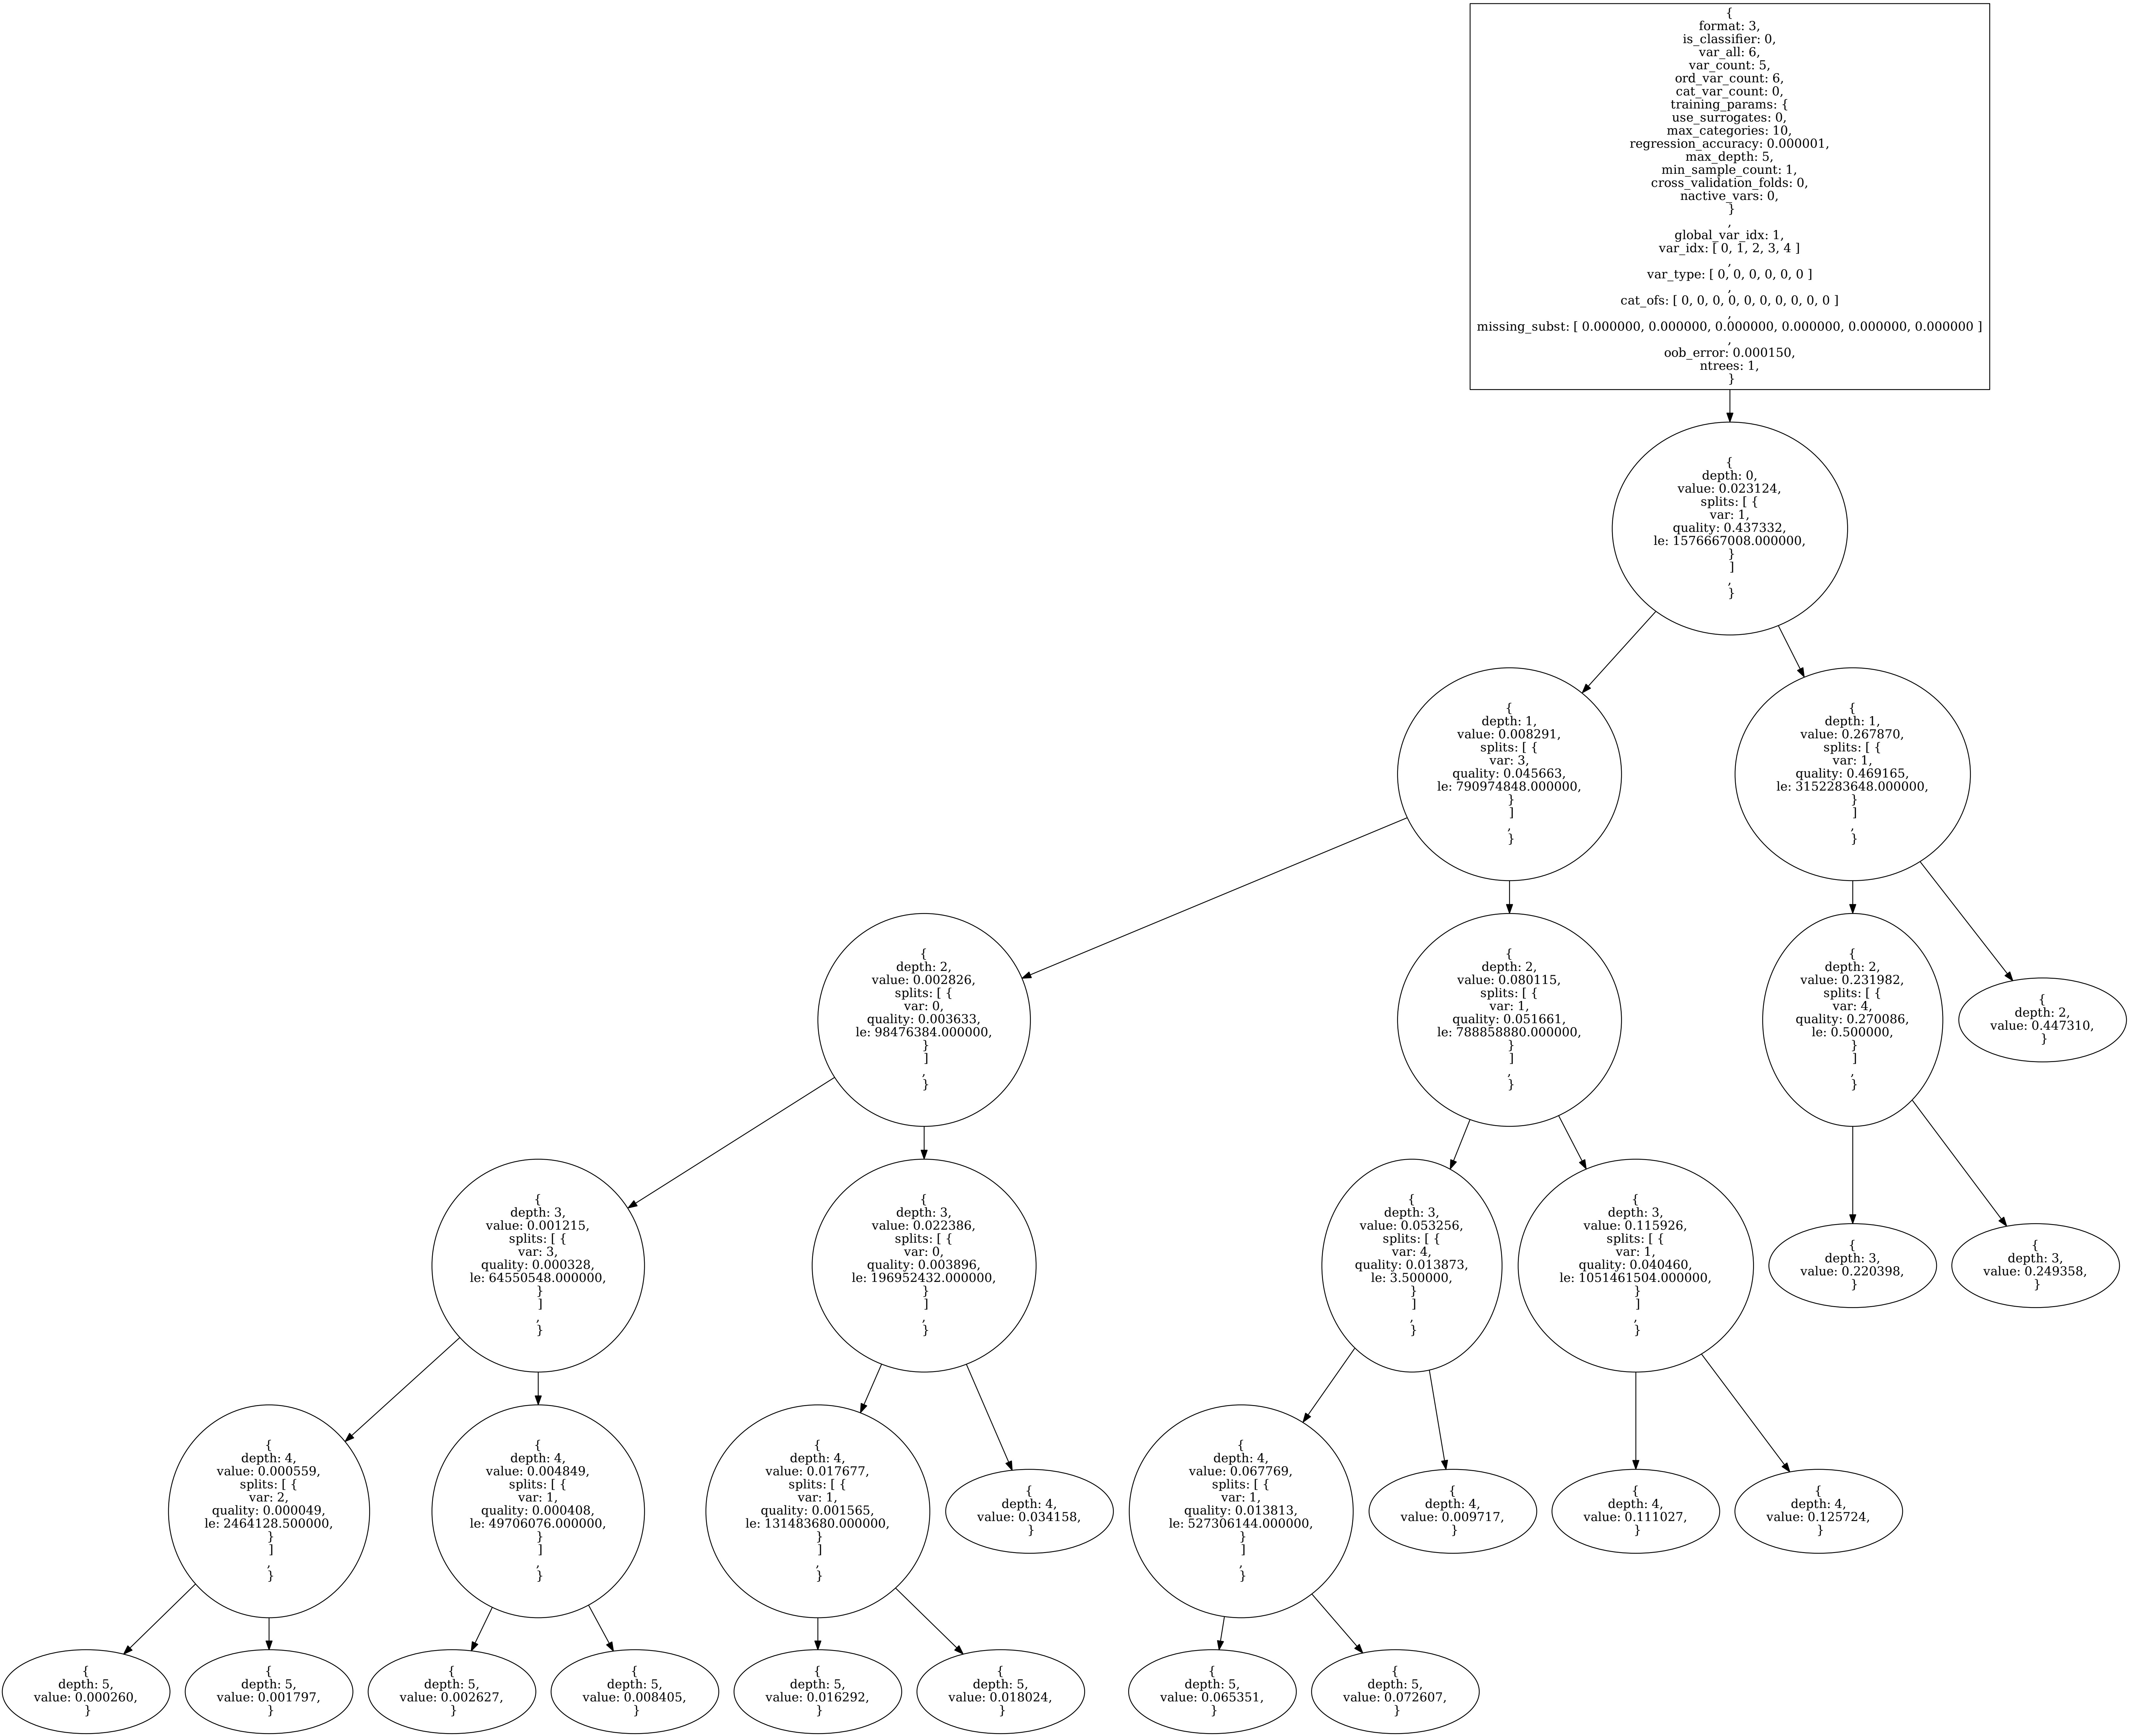 {
format: 3,
is_classifier: 0,
var_all: 6,
var_count: 5,
ord_var_count: 6,
cat_var_count: 0,
training_params: {
use_surrogates: 0,
max_categories: 10,
regression_accuracy: 0.000001,
max_depth: 5,
min_sample_count: 1,
cross_validation_folds: 0,
nactive_vars: 0,
}
,
global_var_idx: 1,
var_idx: [ 0, 1, 2, 3, 4 ]
,
var_type: [ 0, 0, 0, 0, 0, 0 ]
,
cat_ofs: [ 0, 0, 0, 0, 0, 0, 0, 0, 0, 0 ]
,
missing_subst: [ 0.000000, 0.000000, 0.000000, 0.000000, 0.000000, 0.000000 ]
,
oob_error: 0.000150,
ntrees: 1,
}
{
depth: 0,
value: 0.023124,
splits: [ {
var: 1,
quality: 0.437332,
le: 1576667008.000000,
}
]
,
}
{
depth: 1,
value: 0.008291,
splits: [ {
var: 3,
quality: 0.045663,
le: 790974848.000000,
}
]
,
}
{
depth: 1,
value: 0.267870,
splits: [ {
var: 1,
quality: 0.469165,
le: 3152283648.000000,
}
]
,
}
{
depth: 2,
value: 0.002826,
splits: [ {
var: 0,
quality: 0.003633,
le: 98476384.000000,
}
]
,
}
{
depth: 2,
value: 0.080115,
splits: [ {
var: 1,
quality: 0.051661,
le: 788858880.000000,
}
]
,
}
{
depth: 2,
value: 0.231982,
splits: [ {
var: 4,
quality: 0.270086,
le: 0.500000,
}
]
,
}
{
depth: 2,
value: 0.447310,
}
{
depth: 3,
value: 0.001215,
splits: [ {
var: 3,
quality: 0.000328,
le: 64550548.000000,
}
]
,
}
{
depth: 3,
value: 0.022386,
splits: [ {
var: 0,
quality: 0.003896,
le: 196952432.000000,
}
]
,
}
{
depth: 3,
value: 0.053256,
splits: [ {
var: 4,
quality: 0.013873,
le: 3.500000,
}
]
,
}
{
depth: 3,
value: 0.115926,
splits: [ {
var: 1,
quality: 0.040460,
le: 1051461504.000000,
}
]
,
}
{
depth: 3,
value: 0.220398,
}
{
depth: 3,
value: 0.249358,
}
{
depth: 4,
value: 0.000559,
splits: [ {
var: 2,
quality: 0.000049,
le: 2464128.500000,
}
]
,
}
{
depth: 4,
value: 0.004849,
splits: [ {
var: 1,
quality: 0.000408,
le: 49706076.000000,
}
]
,
}
{
depth: 4,
value: 0.017677,
splits: [ {
var: 1,
quality: 0.001565,
le: 131483680.000000,
}
]
,
}
{
depth: 4,
value: 0.034158,
}
{
depth: 4,
value: 0.067769,
splits: [ {
var: 1,
quality: 0.013813,
le: 527306144.000000,
}
]
,
}
{
depth: 4,
value: 0.009717,
}
{
depth: 4,
value: 0.111027,
}
{
depth: 4,
value: 0.125724,
}
{
depth: 5,
value: 0.000260,
}
{
depth: 5,
value: 0.001797,
}
{
depth: 5,
value: 0.002627,
}
{
depth: 5,
value: 0.008405,
}
{
depth: 5,
value: 0.016292,
}
{
depth: 5,
value: 0.018024,
}
{
depth: 5,
value: 0.065351,
}
{
depth: 5,
value: 0.072607,
}